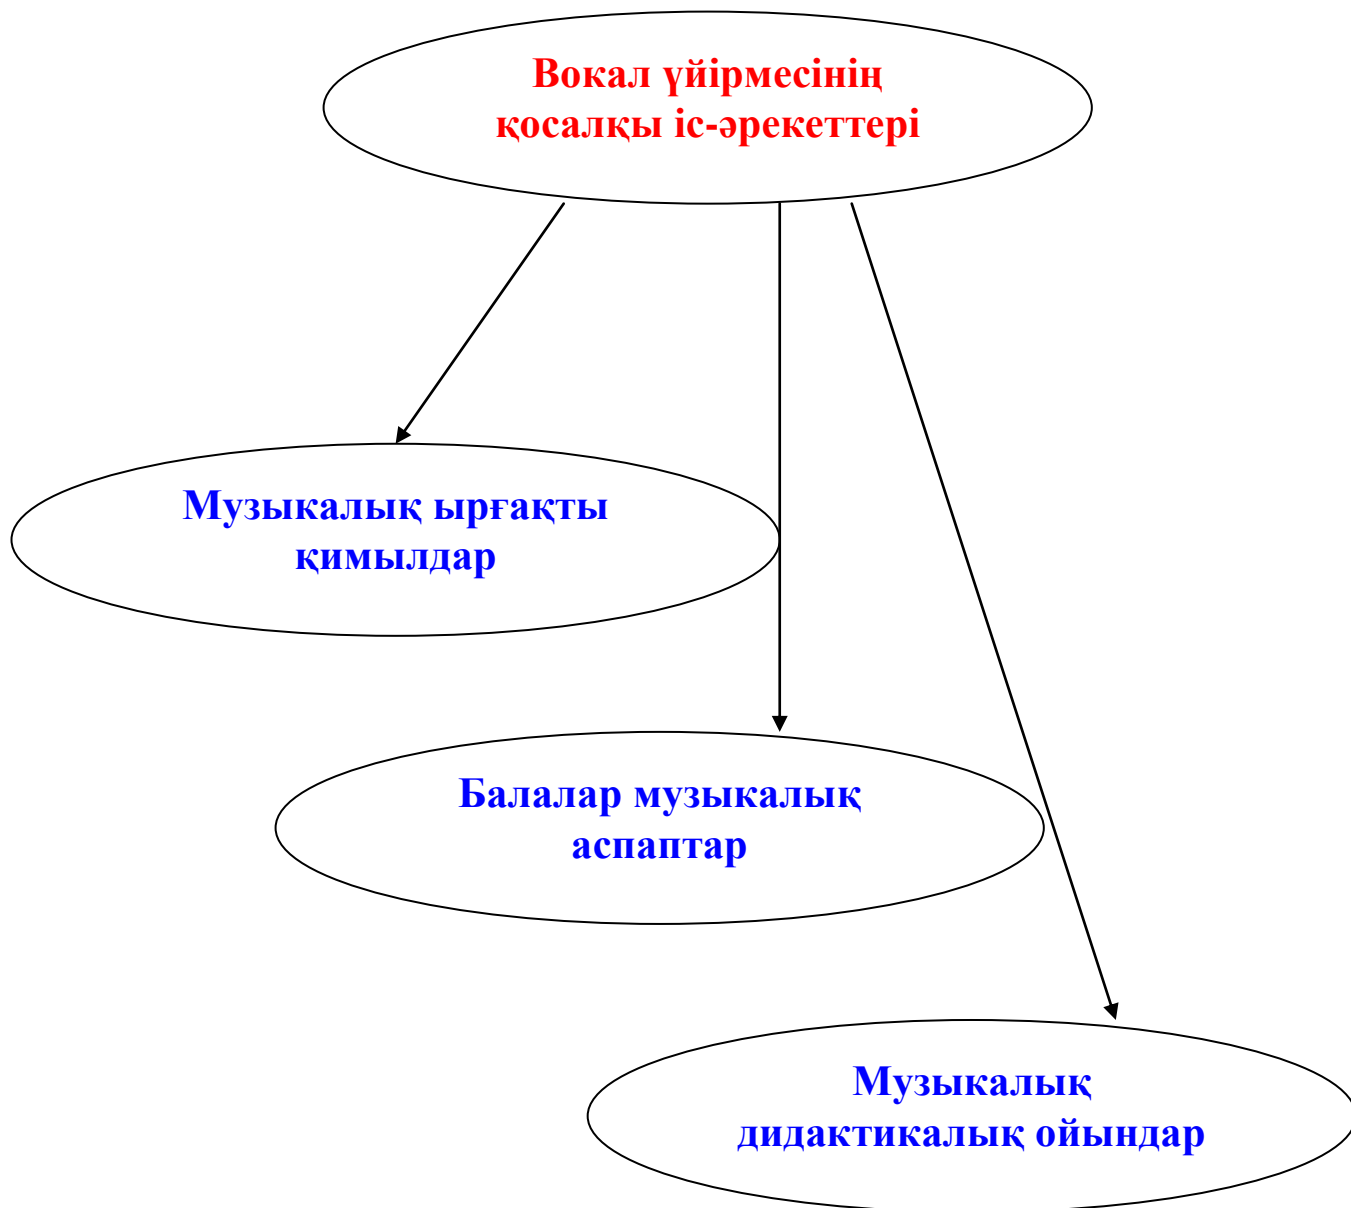 Вокал үйірмесінің
қосалқы іс-әрекеттері
Музыкалық ырғақты
қимылдар
Балалар музыкалық
аспаптар
Музыкалық
дидактикалық ойындар